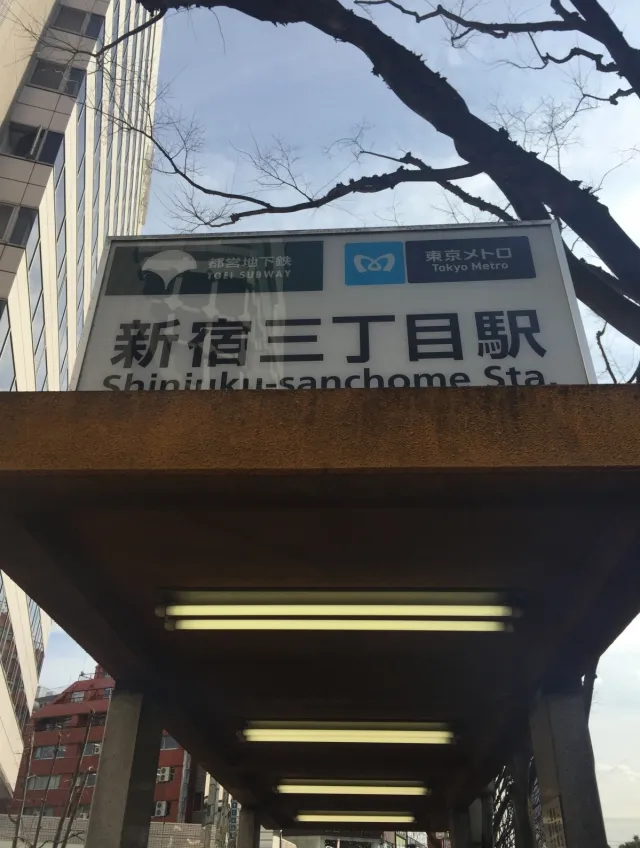 都営地下鉄
TOEI SUBWAY
東京メトロ
Tokyo Metro
新宿三丁目駅
Shinjuku-sanchome Sta.